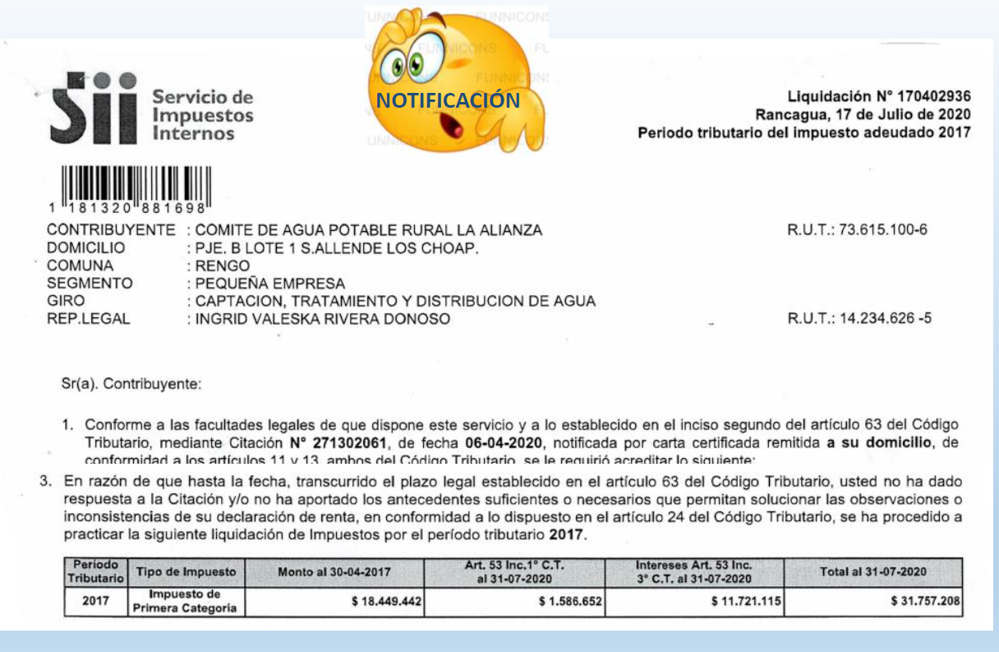 NOTIFICACIÓN
FUNNICONS
sii Servicio de
Impuestos
Internos
Liquidación N° 170402936
Rancagua, 17 de Julio de 2020
Periodo tributario del impuesto adeudado 2017
1 181320 881698
CONTRIBUYENTE : COMITE DE AGUA POTABLE RURAL LA ALIANZA R.U.T.: 73.615.100-6
DOMICILIO : PJE. B LOTE 1 S.ALLENDE LOS CHOAP.
COMUNA : RENGO
SEGMENTO : PEQUEÑA EMPRESA
GIRO : CAPTACION, TRATAMIENTO Y DISTRIBUCION DE AGUA
REP.LEGAL : INGRID VALESKA RIVERA DONOSO R.U.T.: 14.234.626 -5
Sr(a). Contribuyente:
1. Conforme a las facultades legales de que dispone este servicio y a lo establecido en el inciso segundo del artículo 63 del Código
Tributario, mediante Citación N° 271302061, de fecha 06-04-2020, notificada por carta certificada remitida a su domicilio, de
conformidad a los artículos 11 y 13, ambos del Código Tributario, se le requirió acreditar lo siguiente:
3. En razón de que hasta la fecha, transcurrido el plazo legal establecido en el artículo 63 del Código Tributario, usted no ha dado
respuesta a la Citación y/o no ha aportado los antecedentes suficientes o necesarios que permitan solucionar las observaciones o
inconsistencias de su declaración de renta, en conformidad a lo dispuesto en el artículo 24 del Código Tributario, se ha procedido a
practicar la siguiente liquidación de Impuestos por el período tributario 2017.
Período Tributario Tipo de Impuesto Monto al 30-04-2017 Art. 53 Inc.1° C.T. al 31-07-2020 Intereses Art. 53 Inc. 3° C.T. al 31-07-2020 Total al 31-07-2020
2017 Impuesto de Primera Categoría $ 18.449.442 $ 1.586.652 $ 11.721.115 $ 31.757.208